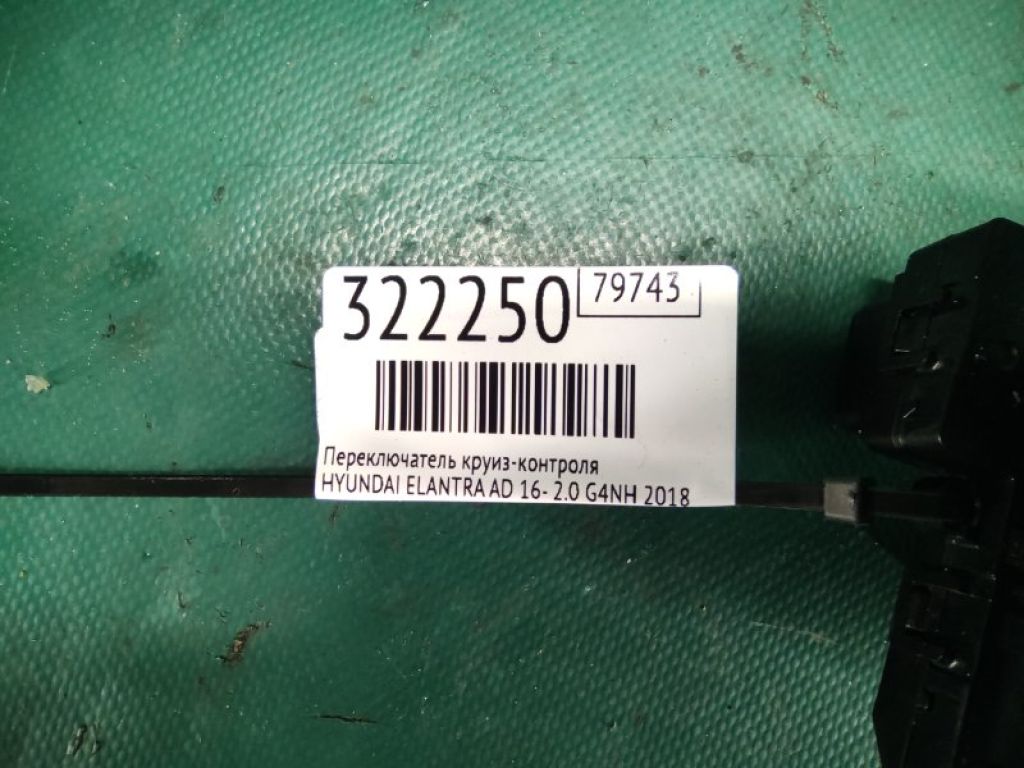 322250 79743
Переключатель круиз-контроля
HYUNDAI ELANTRA AD 16- 2.0 G4NH 2018